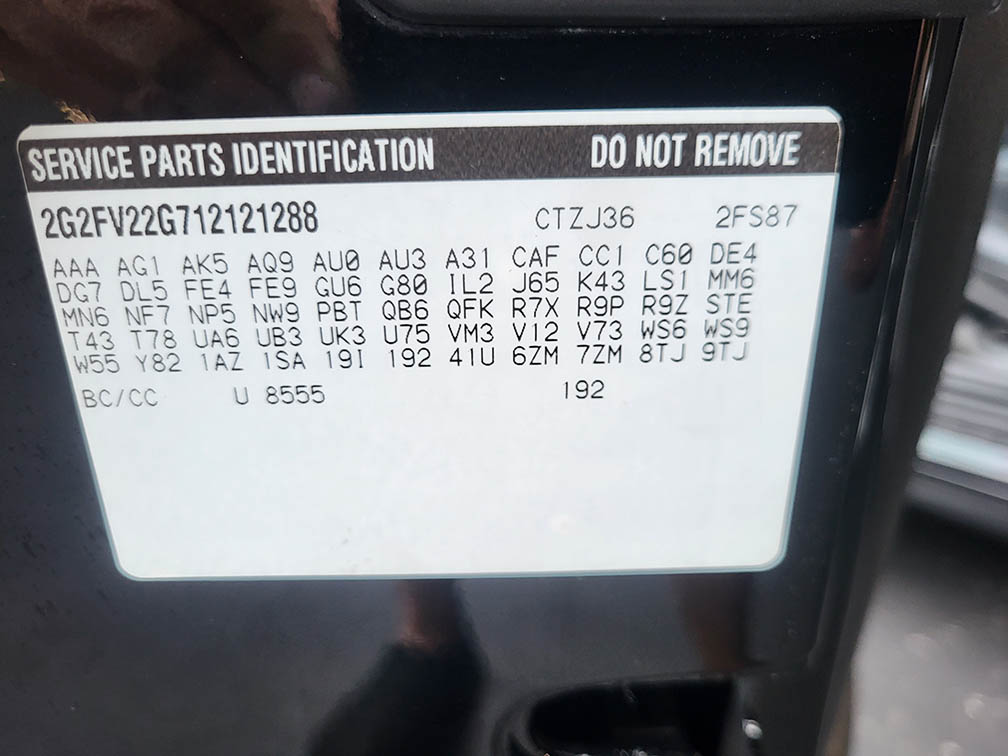 SERVICE PARTS IDENTIFICATION DO NOT REMOVE
2G2FV22G712121288 CTZJ36 2FS87
AAA AG1 AK5 AQ9 AU0 AU3 A31 CAF CC1 C60 DE4
DG7 DL5 FE4 FE9 GU6 G80 IL2 J65 K43 LS1 MM6
MN6 NF7 NP5 NW9 PBT QB6 QFK R7X R9P R9Z STE
T43 T78 UA6 UB3 UK3 U75 VM3 V12 V73 WS6 WS9
W55 Y82 1AZ 1SA 19I 192 41U 6ZM 7ZM 8TJ 9TJ
BC/CC U 8555 192